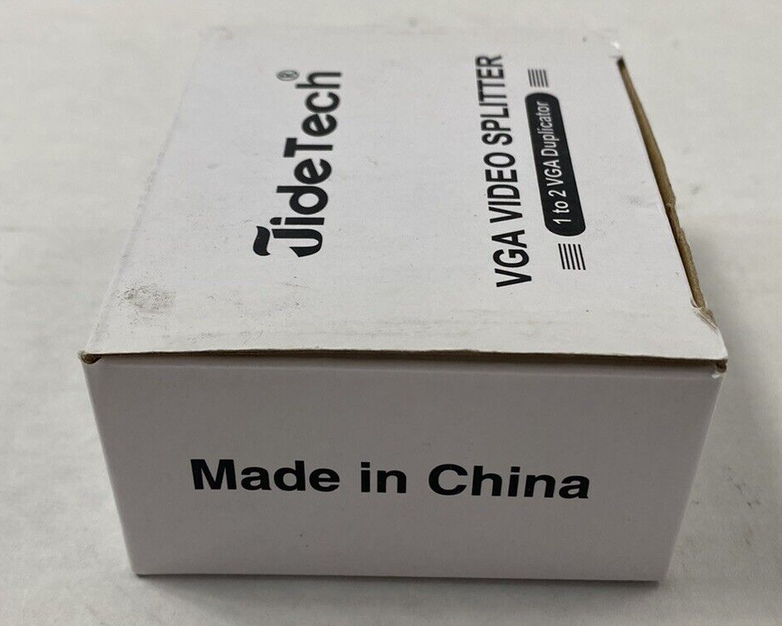 JideTech®
VGA VIDEO SPLITTER
1 to 2 VGA Duplicator
Made in China